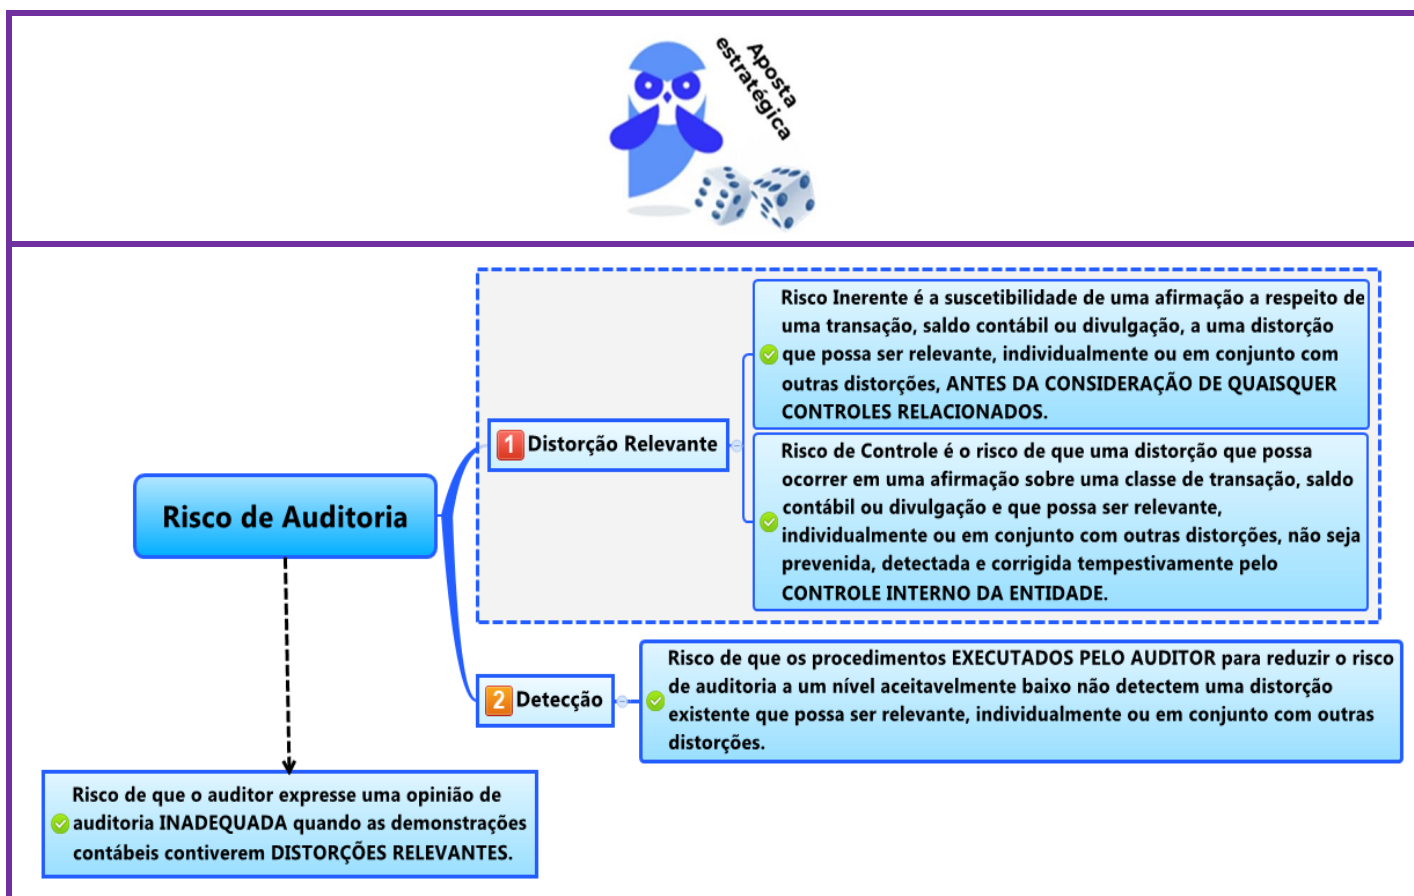 Aposta
estratégica
Risco Inerente é a suscetibilidade de uma afirmação a respeito de
uma transação, saldo contábil ou divulgação, a uma distorção
que possa ser relevante, individualmente ou em conjunto com
outras distorções, ANTES DA CONSIDERAÇÃO DE QUAISQUER
CONTROLES RELACIONADOS.
1 Distorção Relevante
Risco de Controle é o risco de que uma distorção que possa
ocorrer em uma afirmação sobre uma classe de transação, saldo
contábil ou divulgação e que possa ser relevante,
individualmente ou em conjunto com outras distorções, não seja
prevenida, detectada e corrigida tempestivamente pelo
CONTROLE INTERNO DA ENTIDADE.
Risco de Auditoria
2 Detecção
Risco de que os procedimentos EXECUTADOS PELO AUDITOR para reduzir o risco
de auditoria a um nível aceitavelmente baixo não detectem uma distorção
existente que possa ser relevante, individualmente ou em conjunto com outras
distorções.
Risco de que o auditor expresse uma opinião de
auditoria INADEQUADA quando as demonstrações
contábeis contiverem DISTORÇÕES RELEVANTES.